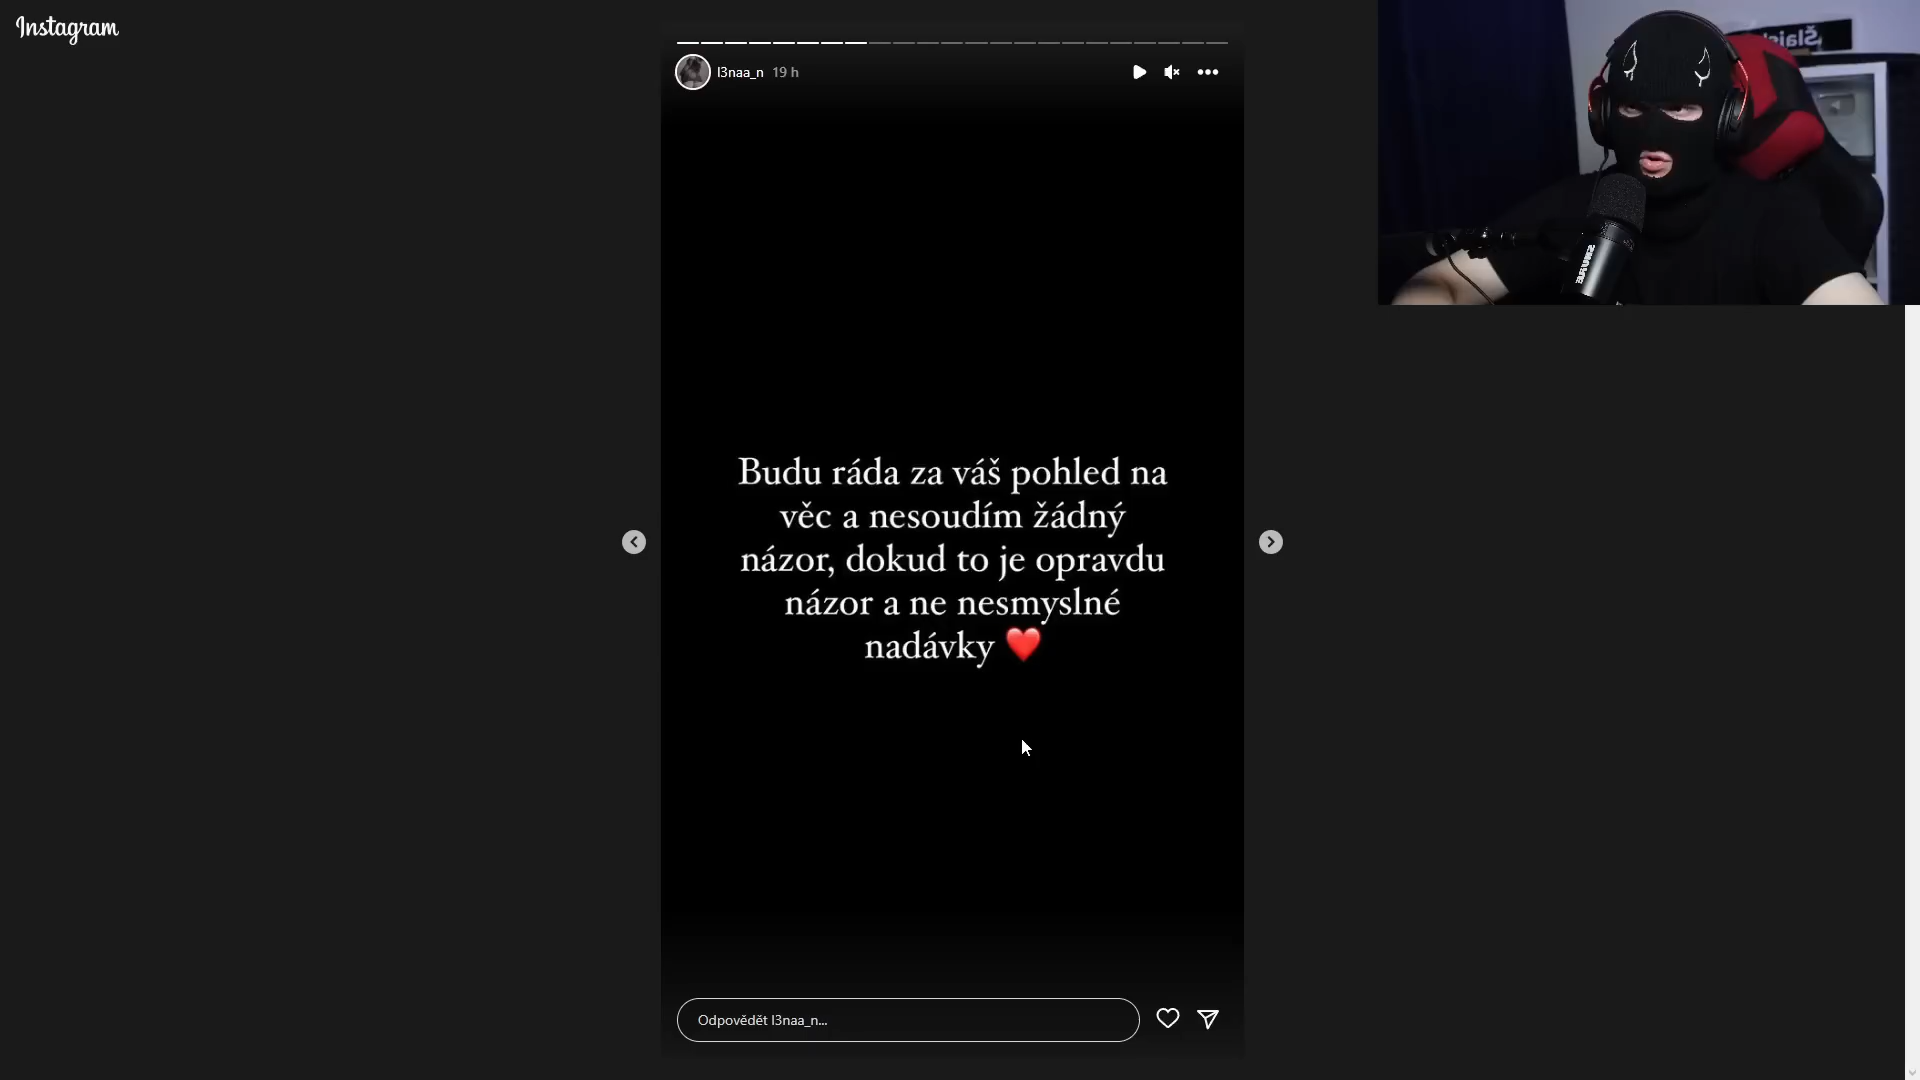 Instagram
l3naa_n 19 h
Budu ráda za váš pohled na
věc a nesoudím žádný
názor, dokud to je opravdu
názor a ne nesmyslné
nadávky ❤️
Odpovědět l3naa_n...